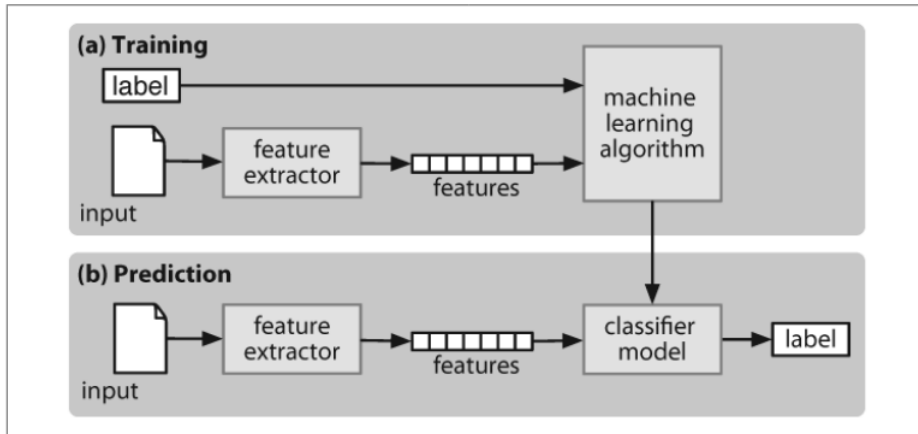 (a) Training
label
machine
learning
algorithm
feature
extractor
features
input
(b) Prediction
feature
extractor
features
classifier
model
label
input